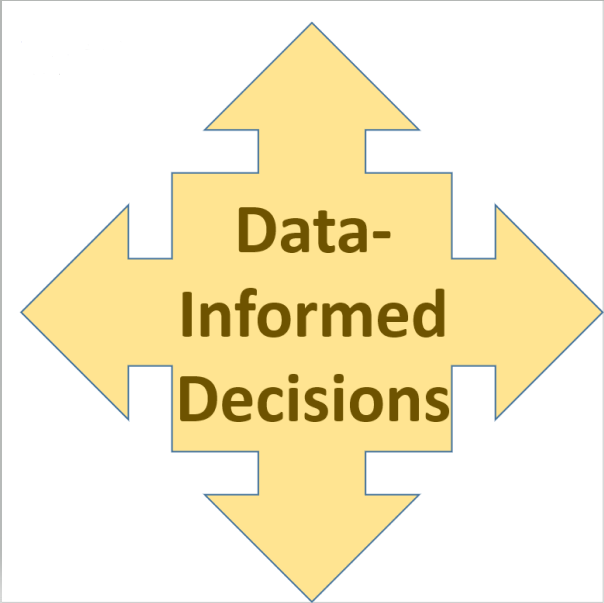 Data-
Informed
Decisions